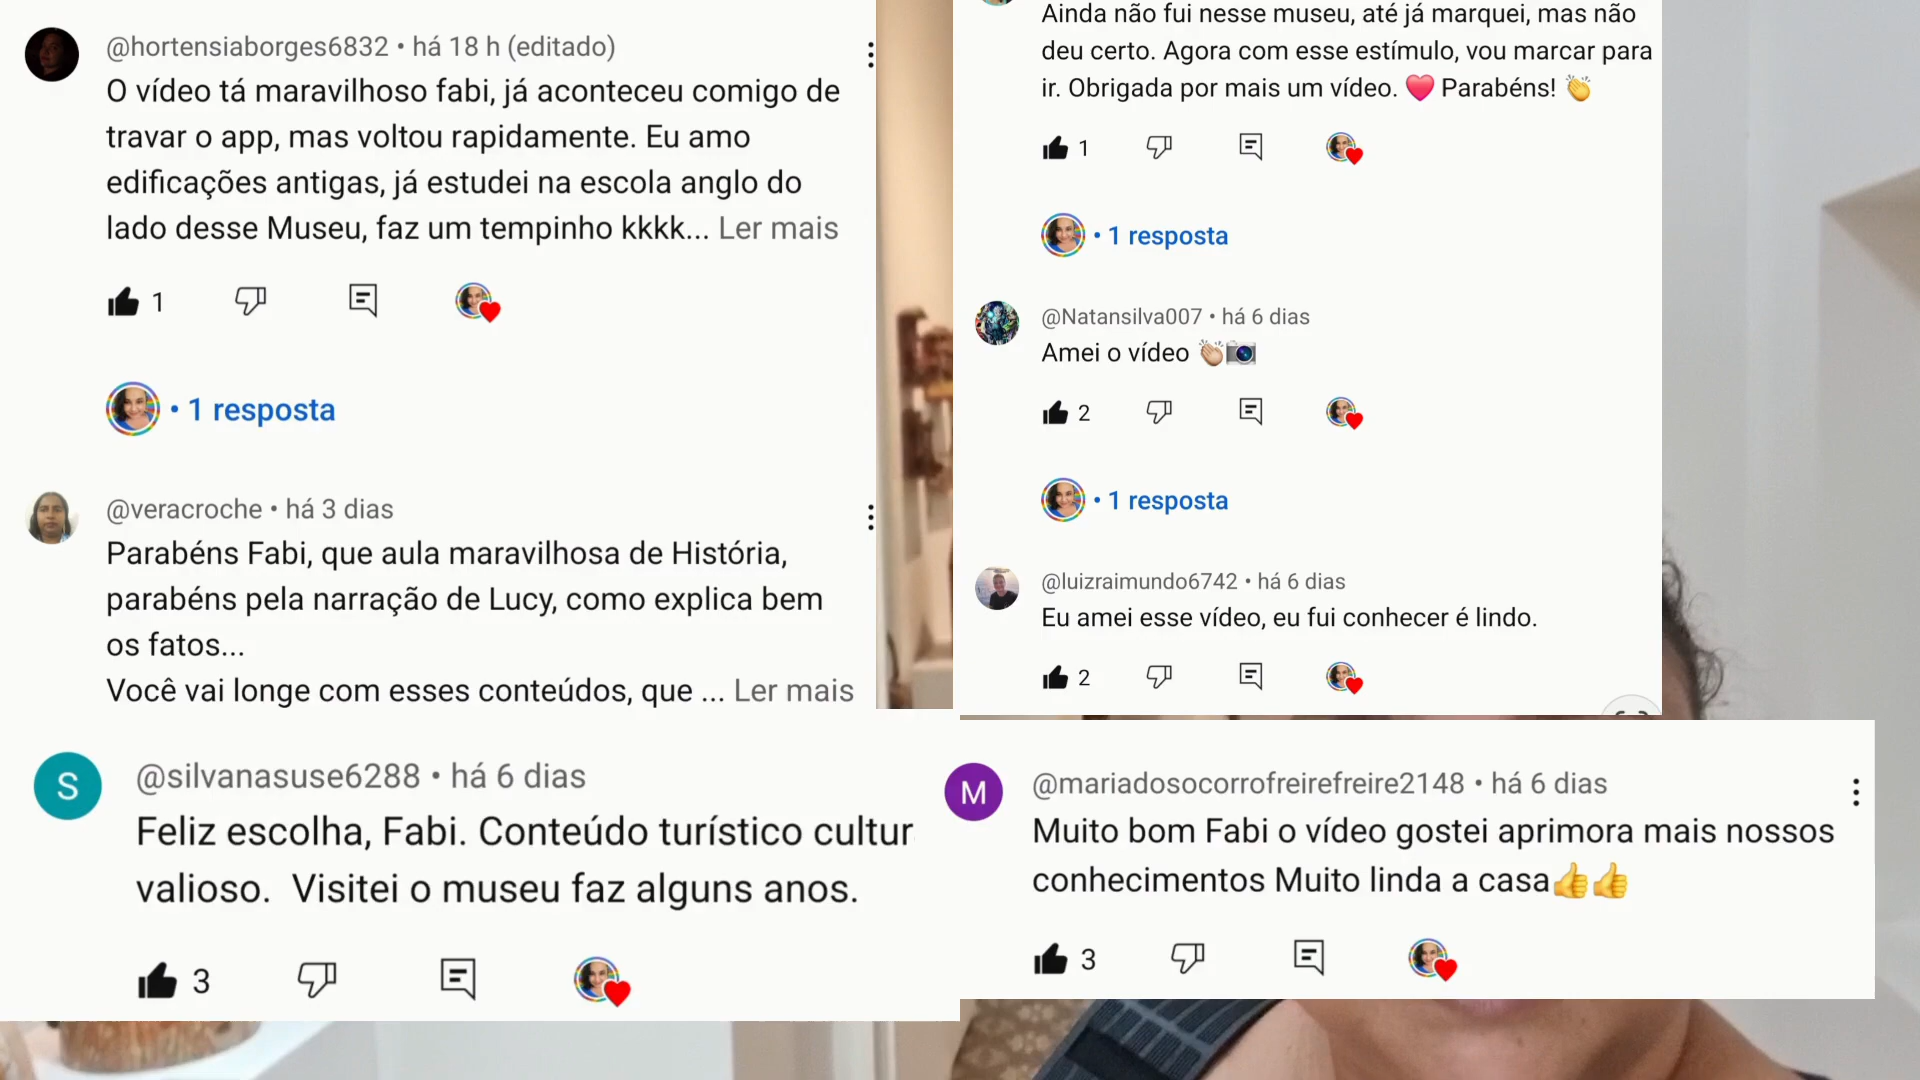 @hortensiaborges6832 • há 18 h (editado)
O vídeo tá maravilhoso fabi, já aconteceu comigo de
travar o app, mas voltou rapidamente. Eu amo
edificações antigas, já estudei na escola anglo do
lado desse Museu, faz um tempinho kkkk... Ler mais
1
• 1 resposta
@veracroche • há 3 dias
Parabéns Fabi, que aula maravilhosa de História,
parabéns pela narração de Lucy, como explica bem
os fatos...
Você vai longe com esses conteúdos, que ... Ler mais
Ainda não fui nesse museu, até já marquei, mas não
deu certo. Agora com esse estímulo, vou marcar para
ir. Obrigada por mais um vídeo. ❤️ Parabéns! 👏
1
• 1 resposta
@Natansilva007 • há 6 dias
Amei o vídeo 👏🏼📷
2
• 1 resposta
@luizraimundo6742 • há 6 dias
Eu amei esse vídeo, eu fui conhecer é lindo.
2
S
@silvanasuse6288 • há 6 dias
Feliz escolha, Fabi. Conteúdo turístico cultur
valioso. Visitei o museu faz alguns anos.
3
M
@mariadosocorrofreirefreire2148 • há 6 dias
Muito bom Fabi o vídeo gostei aprimora mais nossos
conhecimentos Muito linda a casa👍👍
3